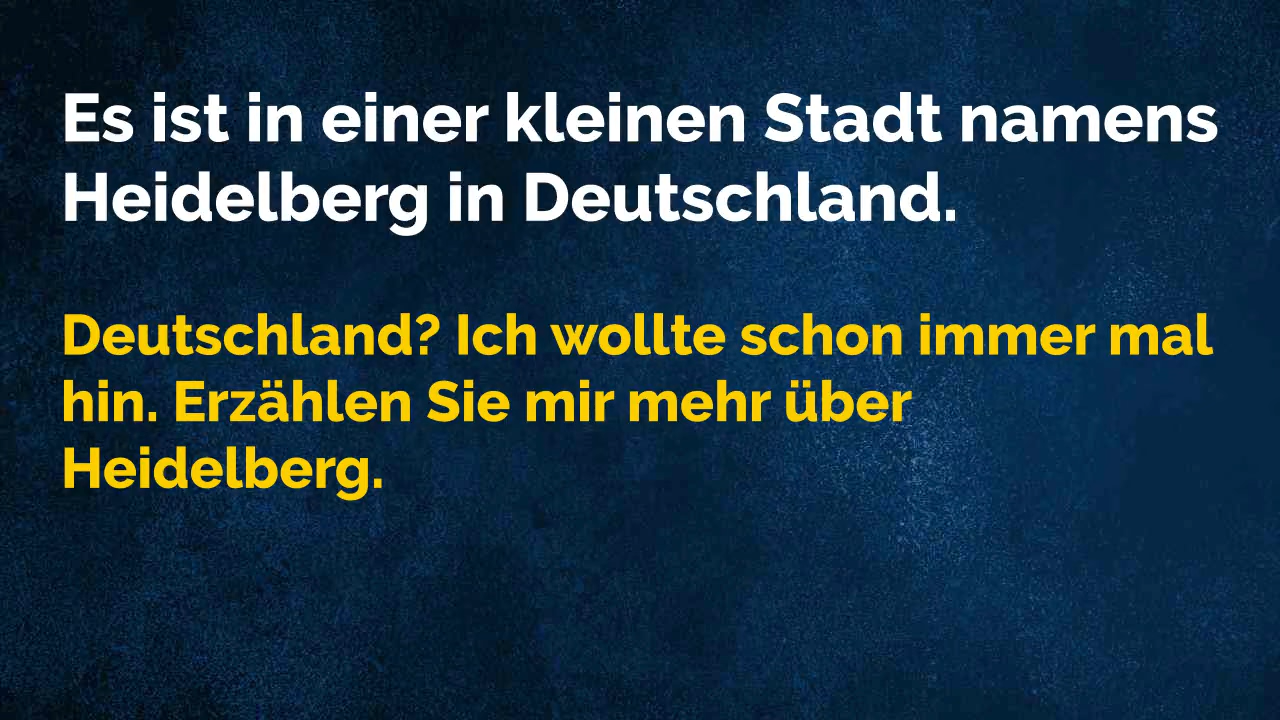 Es ist in einer kleinen Stadt namens
Heidelberg in Deutschland.
Deutschland? Ich wollte schon immer mal
hin. Erzählen Sie mir mehr über
Heidelberg.